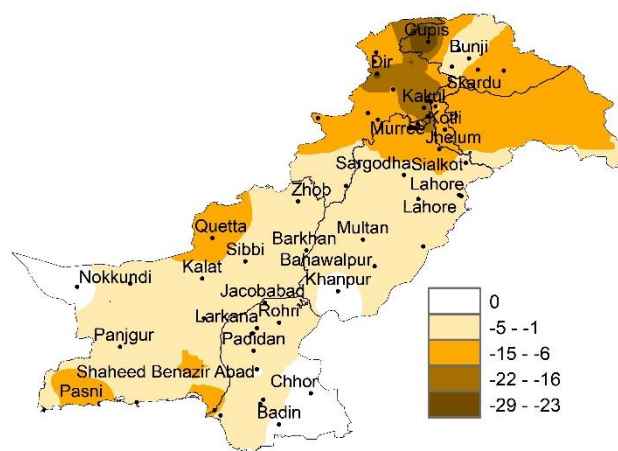 Gupis
Bunji
Dir
Skardu
Kakul
Kotli
Murree
Jhelum
Sargodha
Sialkot
Zhob
Lahore
Lahore
Quetta
Multan
Barkhan
Sibbi
Bahawalpur
Kalat
Khanpur
Nokkundi
Jacobabad
Larkana
Rohri
Panjgur
Padidan
Shaheed Benazir Abad
Chhor
Pasni
Badin
0
-5 - -1
-15 - -6
-22 - -16
-29 - -23